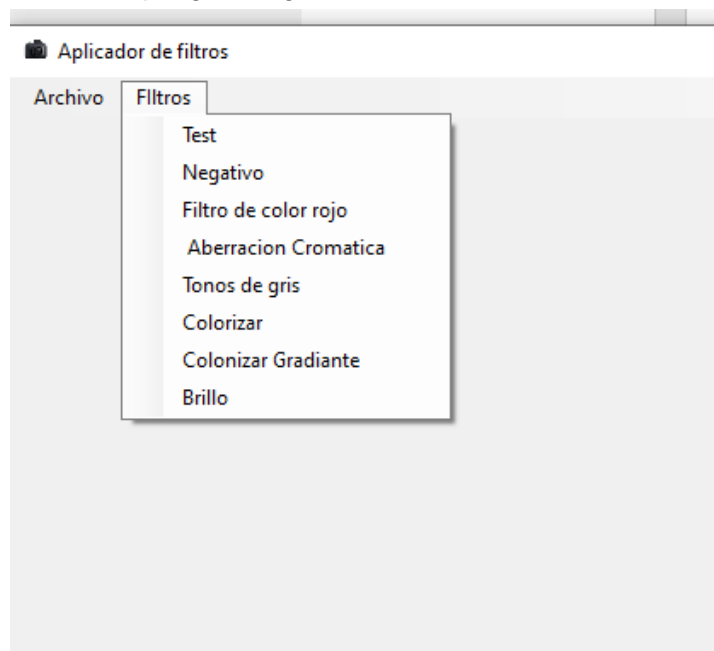 Aplicador de filtros
Archivo FIltros
Test
Negativo
Filtro de color rojo
Aberracion Cromatica
Tonos de gris
Colorizar
Colonizar Gradiante
Brillo